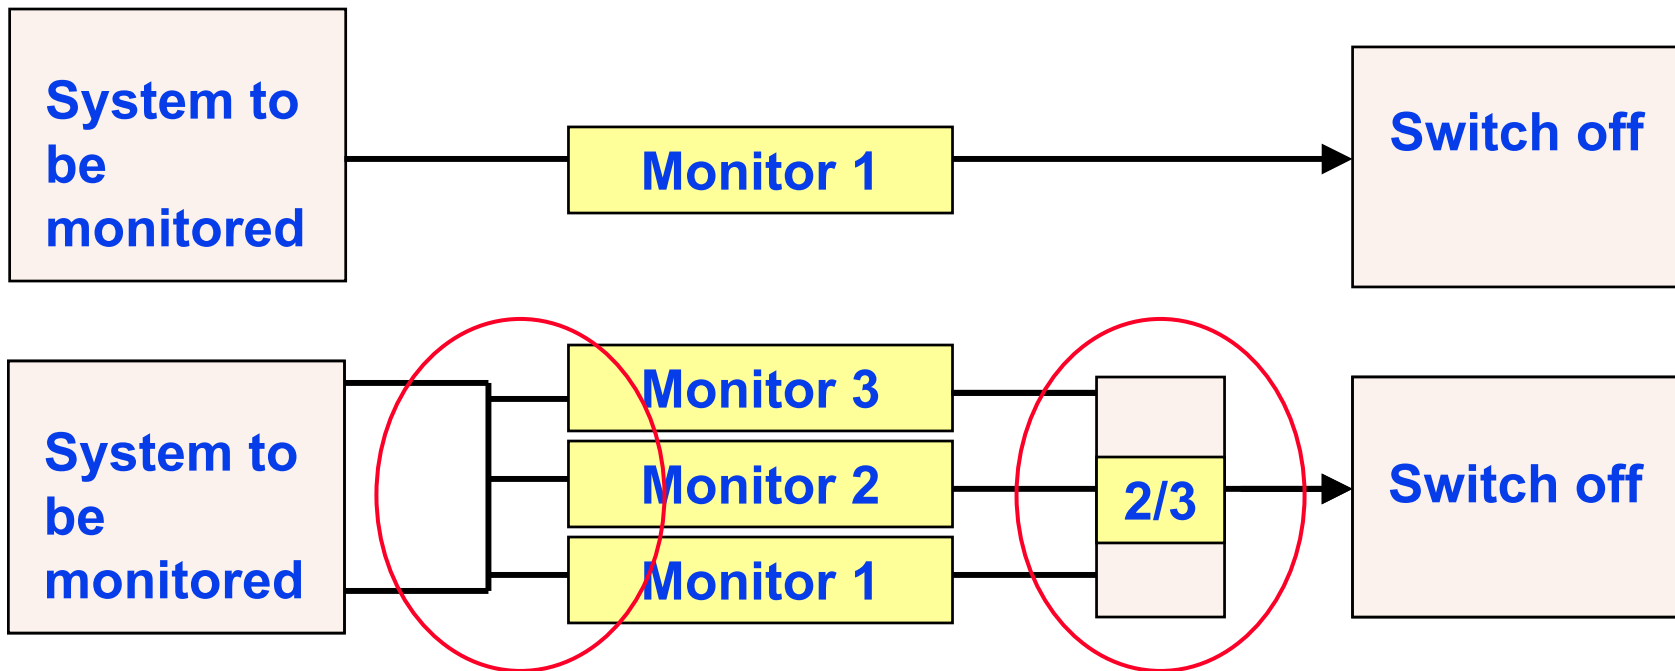 System to
be
monitored
Monitor 1
Switch off
System to
be
monitored
Monitor 3
Monitor 2
Monitor 1
2/3
Switch off